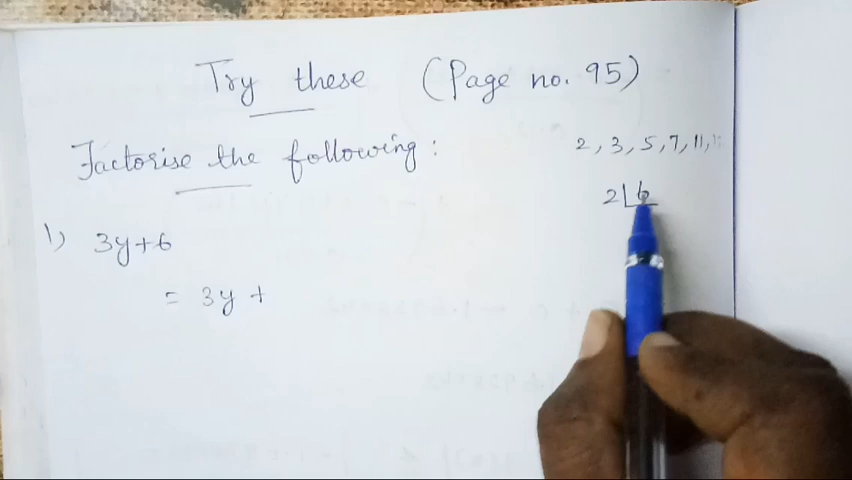 Try these (Page no. 95)
Factorise the following:
2, 3, 5, 7, 11,
2 6
1) 3y+6
= 3y +